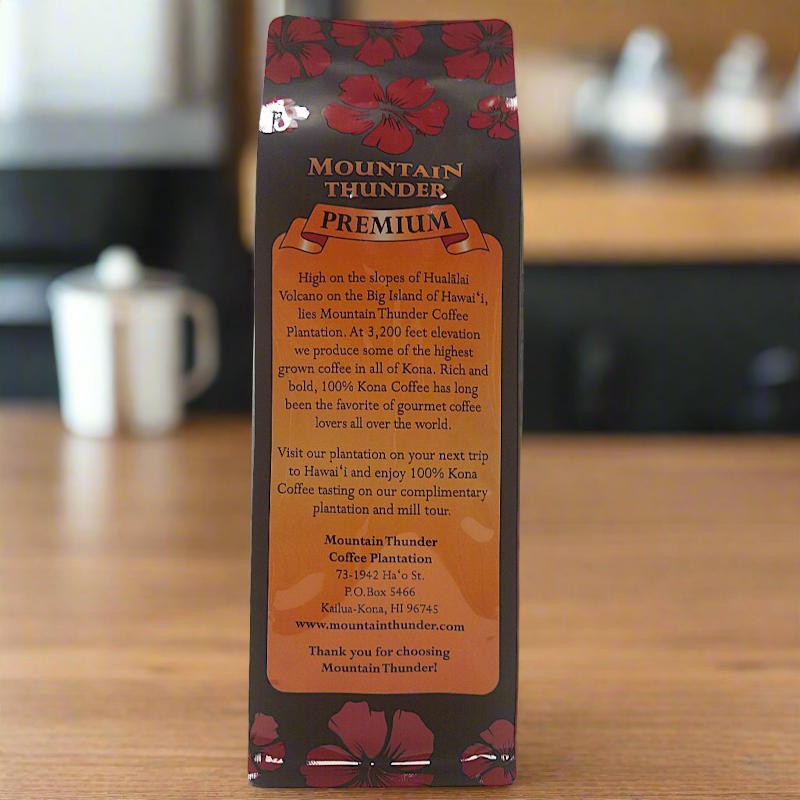 MOUNTAIN
THUNDER
PREMIUM
High on the slopes of Hualālai
Volcano on the Big Island of Hawaiʻi,
lies Mountain Thunder Coffee
Plantation. At 3,200 feet elevation
we produce some of the highest
grown coffee in all of Kona. Rich and
bold, 100% Kona Coffee has long
been the favorite of gourmet coffee
lovers all over the world.
Visit our plantation on your next trip
to Hawaiʻi and enjoy 100% Kona
Coffee tasting on our complimentary
plantation and mill tour.
Mountain Thunder
Coffee Plantation
73-1942 Haʻo St.
P.O.Box 5466
Kailua-Kona, HI 96745
www.mountainthunder.com
Thank you for choosing
Mountain Thunder!